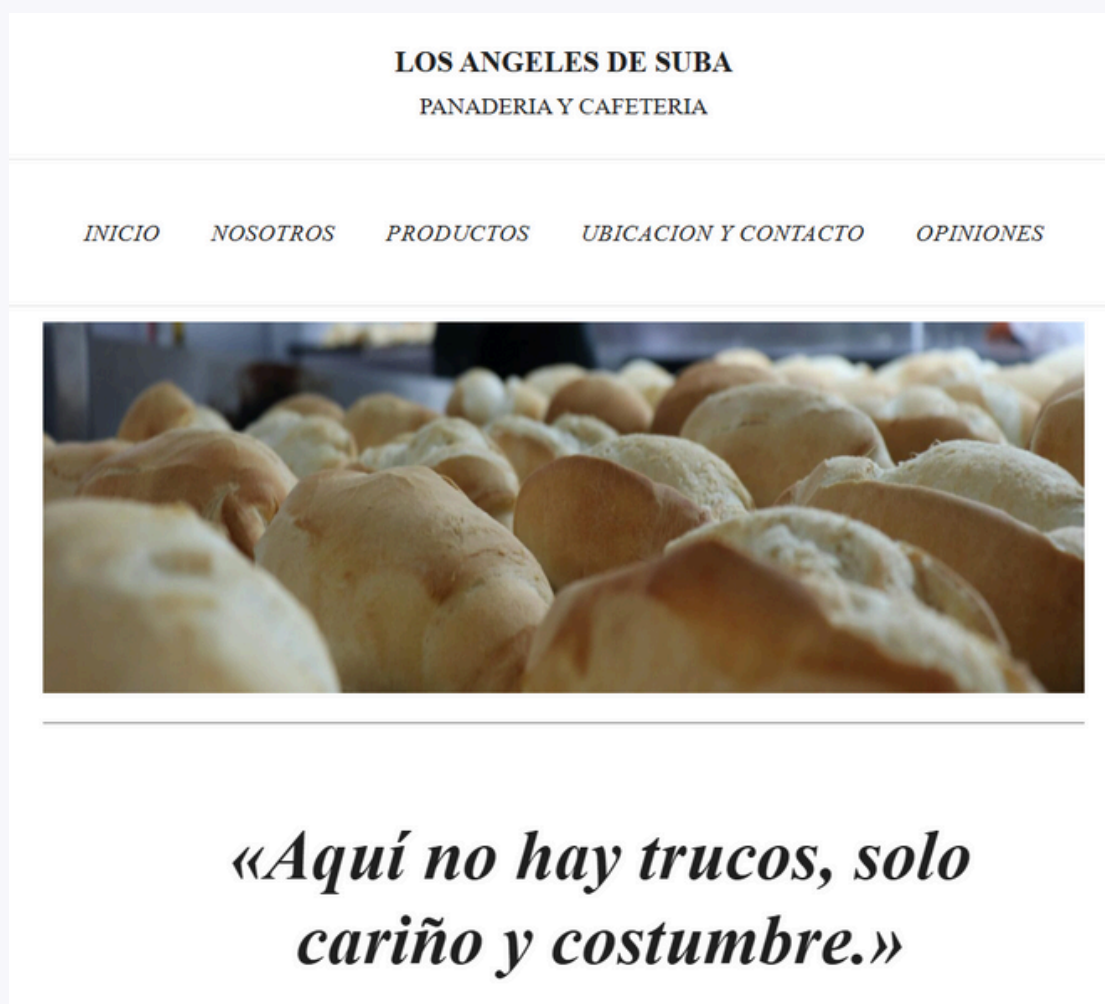 LOS ANGELES DE SUBA
PANADERIA Y CAFETERIA
INICIO NOSOTROS PRODUCTOS UBICACION Y CONTACTO OPINIONES
«Aquí no hay trucos, solo
cariño y costumbre.»